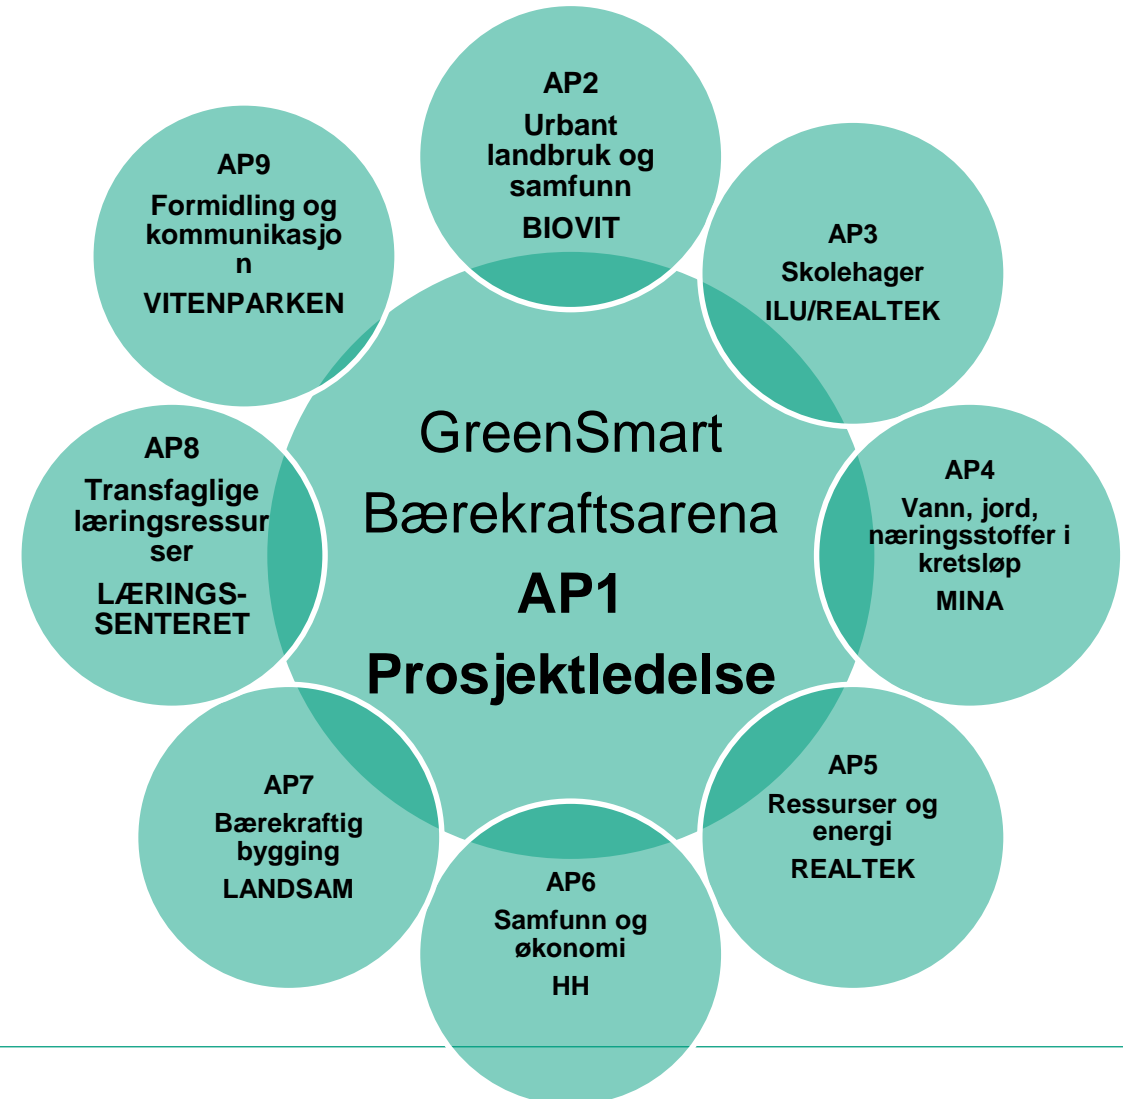 GreenSmart
Bærekraftsarena
AP1
Prosjektledelse
AP2
Urbant
landbruk og
samfunn
BIOVIT
AP3
Skolehager
ILU/REALTEK
AP4
Vann, jord,
næringsstoffer i
kretsløp
MINA
AP5
Ressurser og
energi
REALTEK
AP6
Samfunn og
økonomi
HH
AP7
Bærekraftig
bygging
LANDSAM
AP8
Transfaglige
læringsressur
ser
LÆRINGS-
SENTERET
AP9
Formidling og
kommunikasjo
n
VITENPARKEN